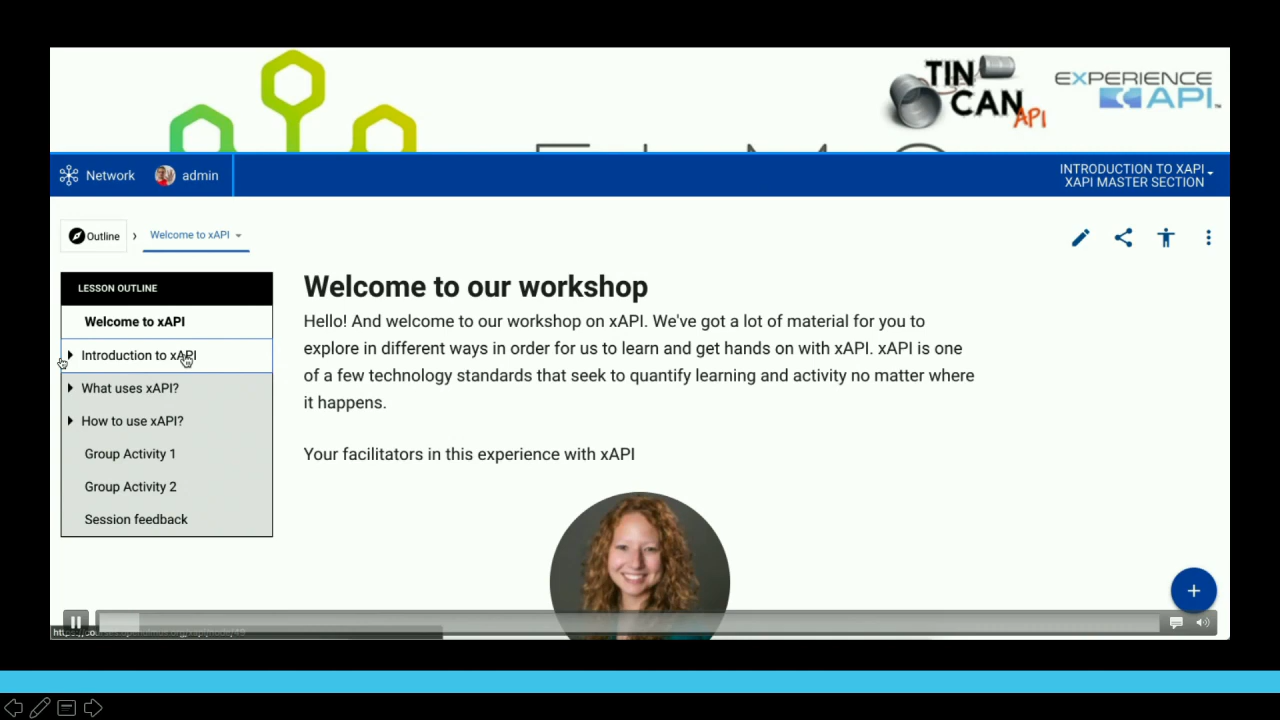 TIN
CAN
API
EXPERIENCE
API
Network
admin
INTRODUCTION TO XAPI
XAPI MASTER SECTION
Outline
Welcome to xAPI
LESSON OUTLINE
Welcome to xAPI
Introduction to xAPI
What uses xAPI?
How to use xAPI?
Group Activity 1
Group Activity 2
Session feedback
Welcome to our workshop
Hello! And welcome to our workshop on xAPI. We've got a lot of material for you to
explore in different ways in order for us to learn and get hands on with xAPI. xAPI is one
of a few technology standards that seek to quantify learning and activity no matter where
it happens.
Your facilitators in this experience with xAPI